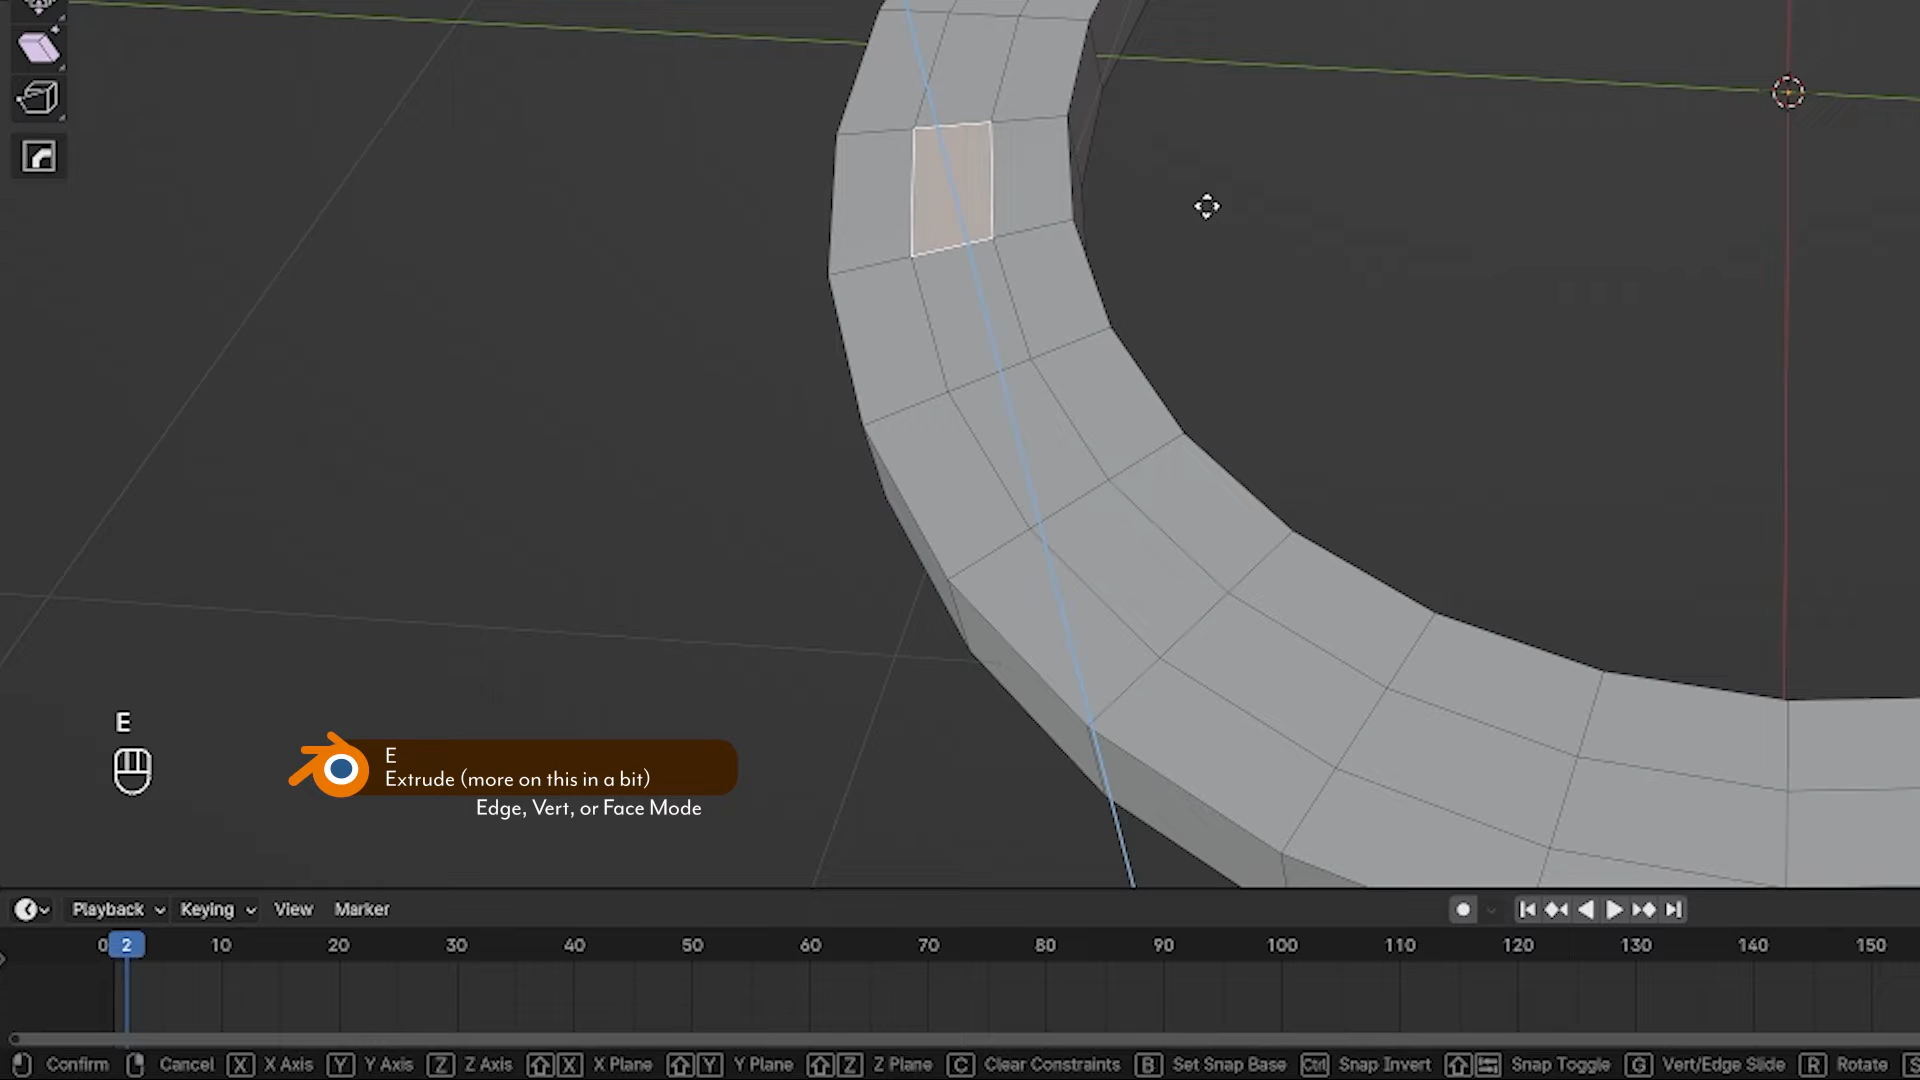 E
E
Extrude (more on this in a bit)
Edge, Vert, or Face Mode
Playback Keying View Marker
0 2 10 20 30 40 50 60 70 80 90 100 110 120 130 140 150
Confirm Cancel X X Axis Y Y Axis Z Z Axis X X Plane Y Y Plane Z Z Plane C Clear Constraints B Set Snap Base Ctrl Snap Invert Snap Toggle G Vert/Edge Slide R Rotate S